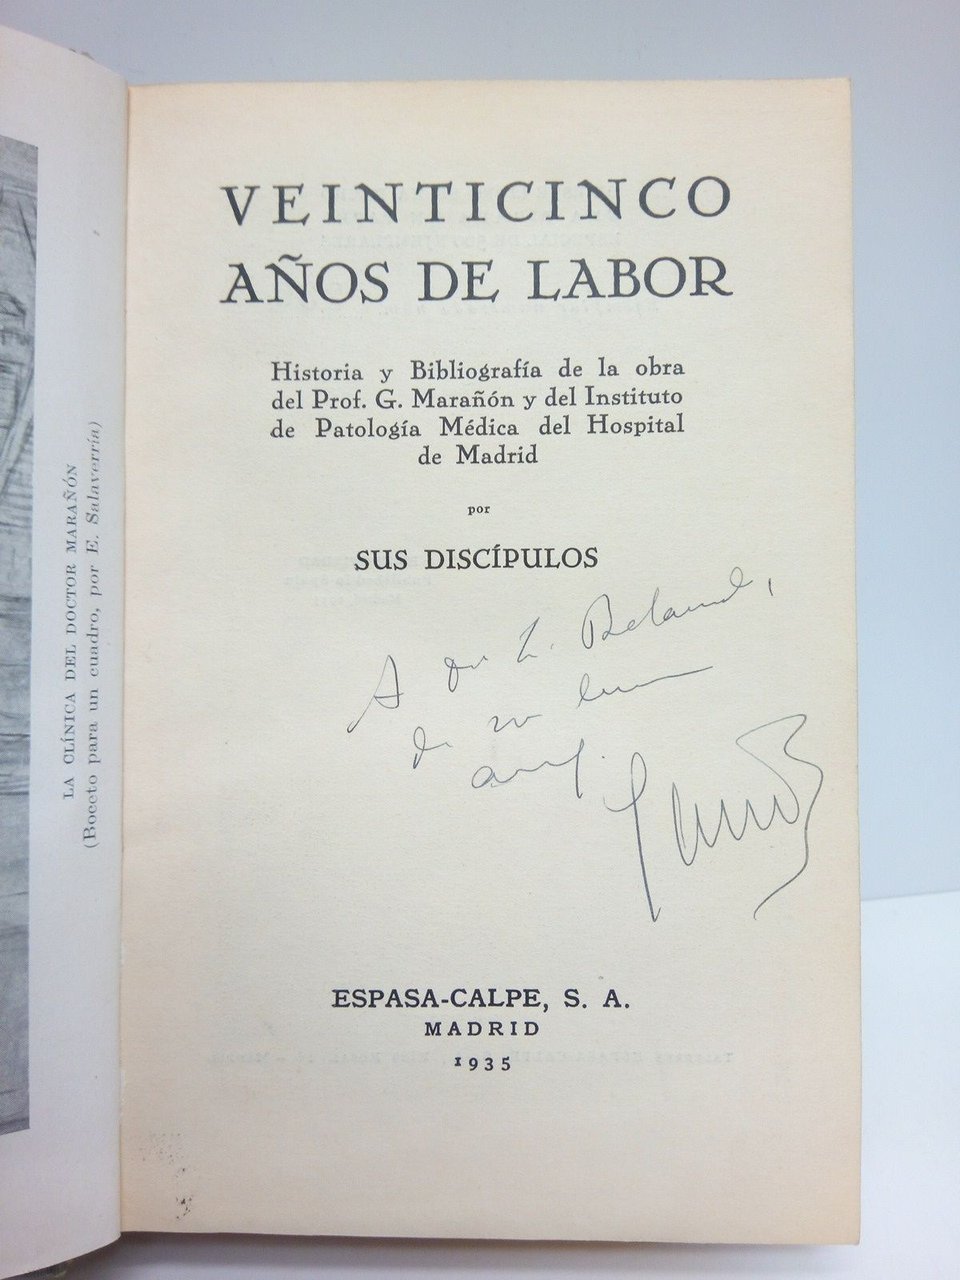 LA CLÍNICA DEL DOCTOR MARAÑÓN
(Boceto para un cuadro, por E. Salaverría)
VEINTICINCO
AÑOS DE LABOR
Historia y Bibliografía de la obra
del Prof. G. Marañón y del Instituto
de Patología Médica del Hospital
de Madrid
por
SUS DISCÍPULOS
A
de
ESPASA-CALPE, S. A.
MADRID
1935